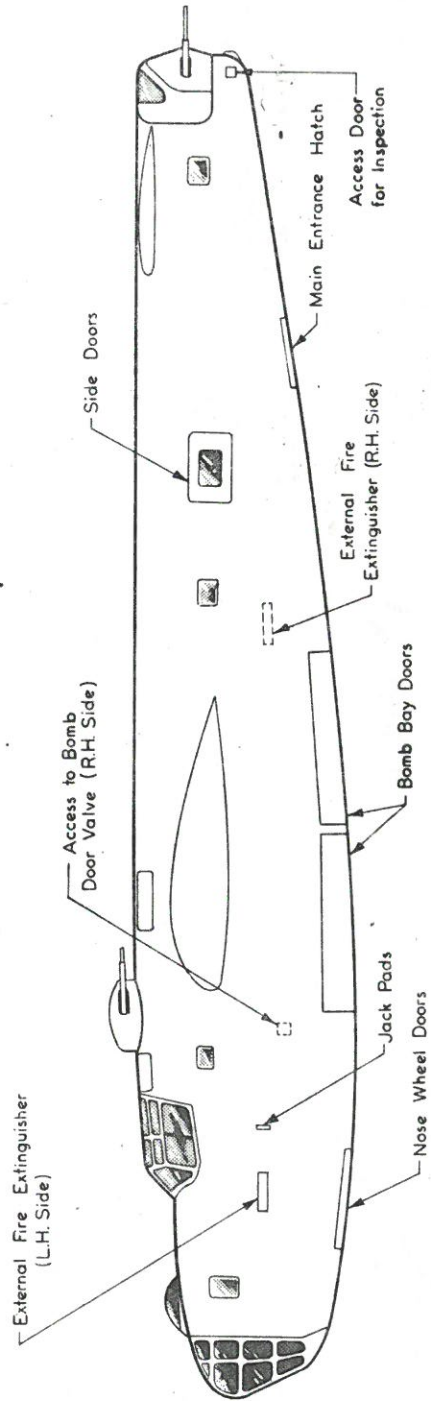 External Fire Extinguisher
(L.H. Side)
Access to Bomb
Door Valve (R.H. Side)
Side Doors
Nose Wheel Doors
Jack Pads
Bomb Bay Doors
External Fire
Extinguisher (R.H. Side)
Main Entrance Hatch
Access Door
for Inspection